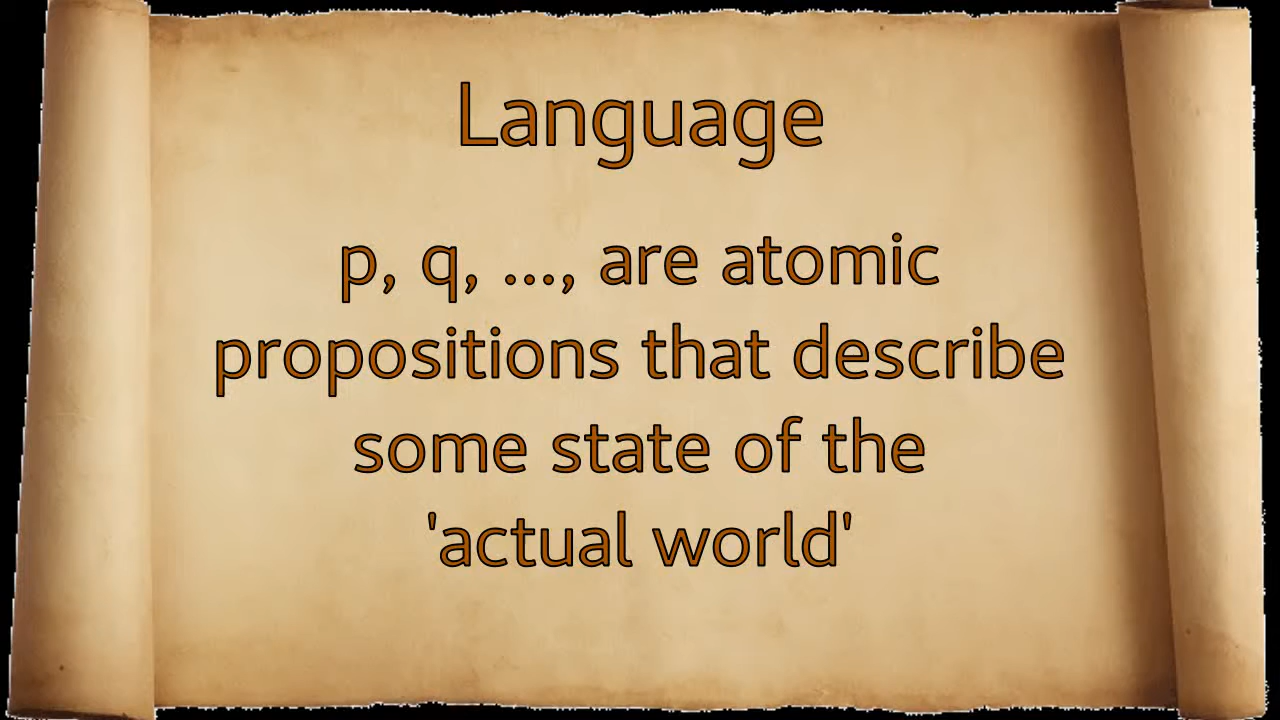 Language
p, q, ..., are atomic
propositions that describe
some state of the
'actual world'